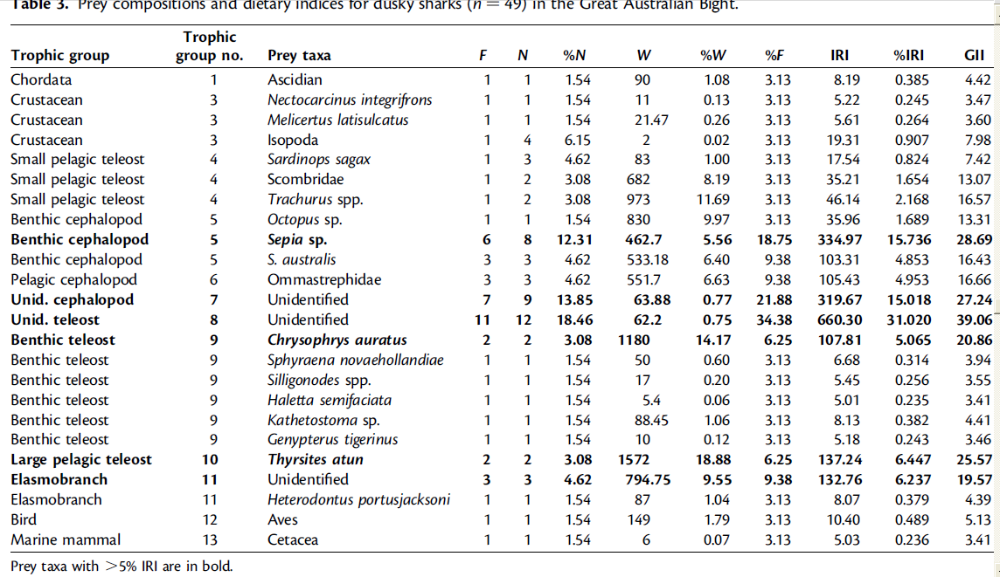 Table 3. Prey compositions and dietary indices for dusky sharks (n = 49) in the Great Australian Bight.
Trophic
Trophic group group no. Prey taxa F N %N W %W %F IRI %IRI GII
Chordata 1 Ascidian 1 1 1.54 90 1.08 3.13 8.19 0.385 4.42
Crustacean 3 Nectocarcinus integrifrons 1 1 1.54 11 0.13 3.13 5.22 0.245 3.47
Crustacean 3 Melicertus latisulcatus 1 1 1.54 21.47 0.26 3.13 5.61 0.264 3.60
Crustacean 3 Isopoda 1 4 6.15 2 0.02 3.13 19.31 0.907 7.98
Small pelagic teleost 4 Sardinops sagax 1 3 4.62 83 1.00 3.13 17.54 0.824 7.42
Small pelagic teleost 4 Scombridae 1 2 3.08 682 8.19 3.13 35.21 1.654 13.07
Small pelagic teleost 4 Trachurus spp. 1 2 3.08 973 11.69 3.13 46.14 2.168 16.57
Benthic cephalopod 5 Octopus sp. 1 1 1.54 830 9.97 3.13 35.96 1.689 13.31
Benthic cephalopod 5 Sepia sp. 6 8 12.31 462.7 5.56 18.75 334.97 15.736 28.69
Benthic cephalopod 5 S. australis 3 3 4.62 533.18 6.40 9.38 103.31 4.853 16.43
Pelagic cephalopod 6 Ommastrephidae 3 3 4.62 551.7 6.63 9.38 105.43 4.953 16.66
Unid. cephalopod 7 Unidentified 7 9 13.85 63.88 0.77 21.88 319.67 15.018 27.24
Unid. teleost 8 Unidentified 11 12 18.46 62.2 0.75 34.38 660.30 31.020 39.06
Benthic teleost 9 Chrysophrys auratus 2 2 3.08 1180 14.17 6.25 107.81 5.065 20.86
Benthic teleost 9 Sphyraena novaehollandiae 1 1 1.54 50 0.60 3.13 6.68 0.314 3.94
Benthic teleost 9 Silligonodes spp. 1 1 1.54 17 0.20 3.13 5.45 0.256 3.55
Benthic teleost 9 Haletta semifaciata 1 1 1.54 5.4 0.06 3.13 5.01 0.235 3.41
Benthic teleost 9 Kathetostoma sp. 1 1 1.54 88.45 1.06 3.13 8.13 0.382 4.41
Benthic teleost 9 Genypterus tigerinus 1 1 1.54 10 0.12 3.13 5.18 0.243 3.46
Large pelagic teleost 10 Thyrsites atun 2 2 3.08 1572 18.88 6.25 137.24 6.447 25.57
Elasmobranch 11 Unidentified 3 3 4.62 794.75 9.55 9.38 132.76 6.237 19.57
Elasmobranch 11 Heterodontus portusjacksoni 1 1 1.54 87 1.04 3.13 8.07 0.379 4.39
Bird 12 Aves 1 1 1.54 149 1.79 3.13 10.40 0.489 5.13
Marine mammal 13 Cetacea 1 1 1.54 6 0.07 3.13 5.03 0.236 3.41
Prey taxa with >5% IRI are in bold.